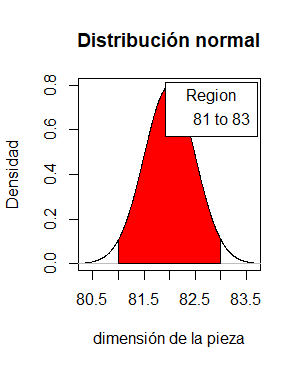 Distribución normal
Region
81 to 83
Densidad
0.8
0.6
0.4
0.2
0.0
80.5 81.5 82.5 83.5
dimensión de la pieza